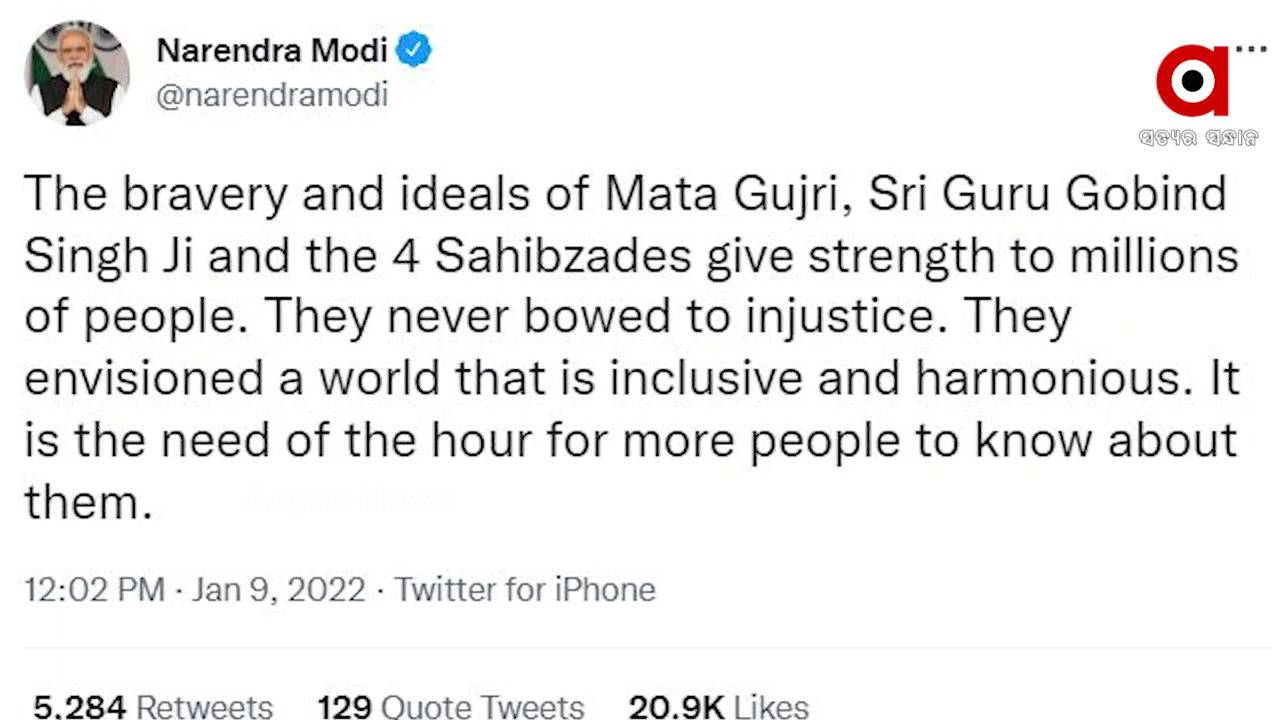 Narendra Modi
@narendramodi
ସତ୍ୟର ସନ୍ଧାନ
The bravery and ideals of Mata Gujri, Sri Guru Gobind
Singh Ji and the 4 Sahibzades give strength to millions
of people. They never bowed to injustice. They
envisioned a world that is inclusive and harmonious. It
is the need of the hour for more people to know about
them.
12:02 PM · Jan 9, 2022 · Twitter for iPhone
5,284 Retweets 129 Quote Tweets 20.9K Likes